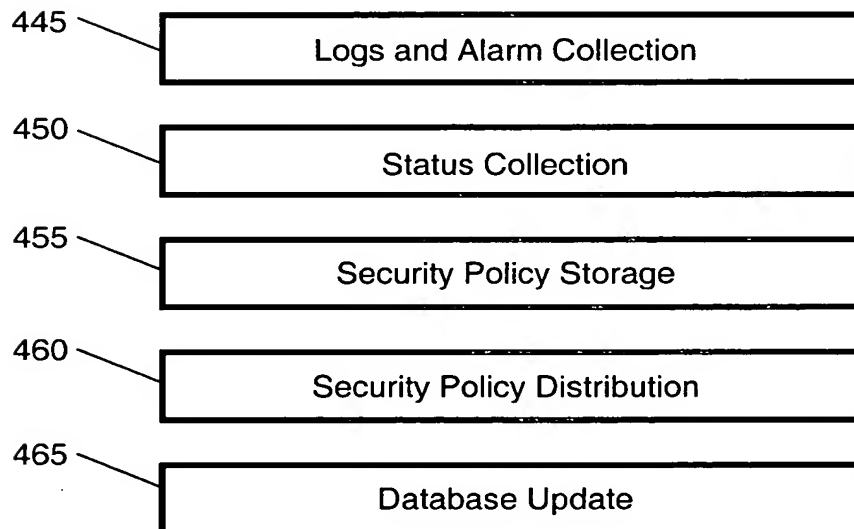 445
Logs and Alarm Collection
450
Status Collection
455
Security Policy Storage
460
Security Policy Distribution
465
Database Update